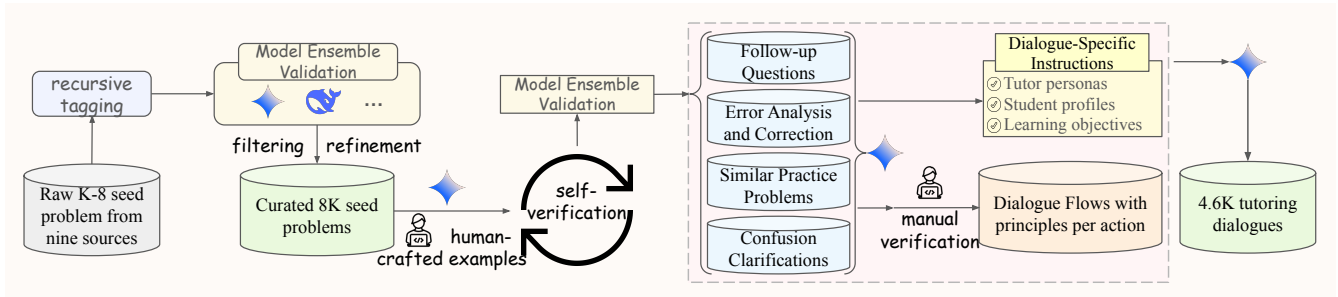 recursive
tagging
Raw K-8 seed
problem from
nine sources
Model Ensemble
Validation
...
filtering
refinement
Curated 8K seed
problems
human-
crafted examples
self-
verification
Model Ensemble
Validation
Follow-up
Questions
Error Analysis
and Correction
Similar Practice
Problems
Confusion
Clarifications
Dialogue-Specific
Instructions
Tutor personas
Student profiles
Learning objectives
manual
verification
Dialogue Flows with
principles per action
4.6K tutoring
dialogues